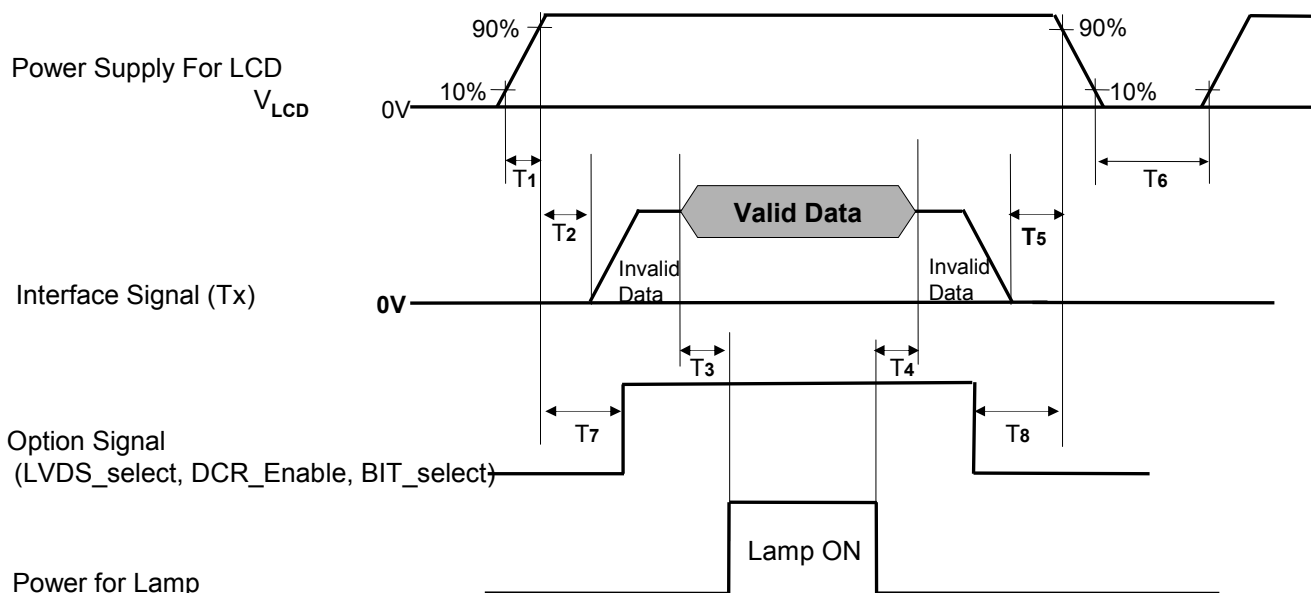 90%
90%
Power Supply For LCD
VLCD
10%
10%
0V
T1
T6
T2
Valid Data
T5
Invalid
Data
Invalid
Data
Interface Signal (Tx)
0V
T3
T4
T7
T8
Option Signal
(LVDS_select, DCR_Enable, BIT_select)
Lamp ON
Power for Lamp